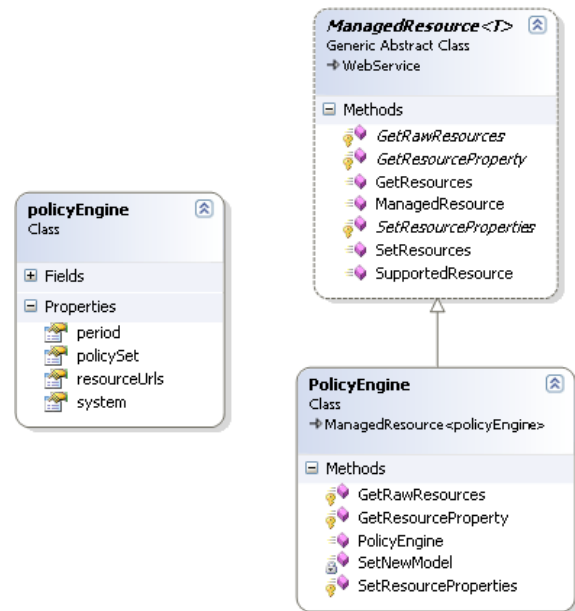 ManagedResource<T>
Generic Abstract Class
WebService
Methods
GetRawResources
GetResourceProperty
GetResources
ManagedResource
SetResourceProperties
SetResources
SupportedResource
policyEngine
Class
Fields
Properties
period
policySet
resourceUrls
system
PolicyEngine
Class
ManagedResource<policyEngine>
Methods
GetRawResources
GetResourceProperty
PolicyEngine
SetNewModel
SetResourceProperties